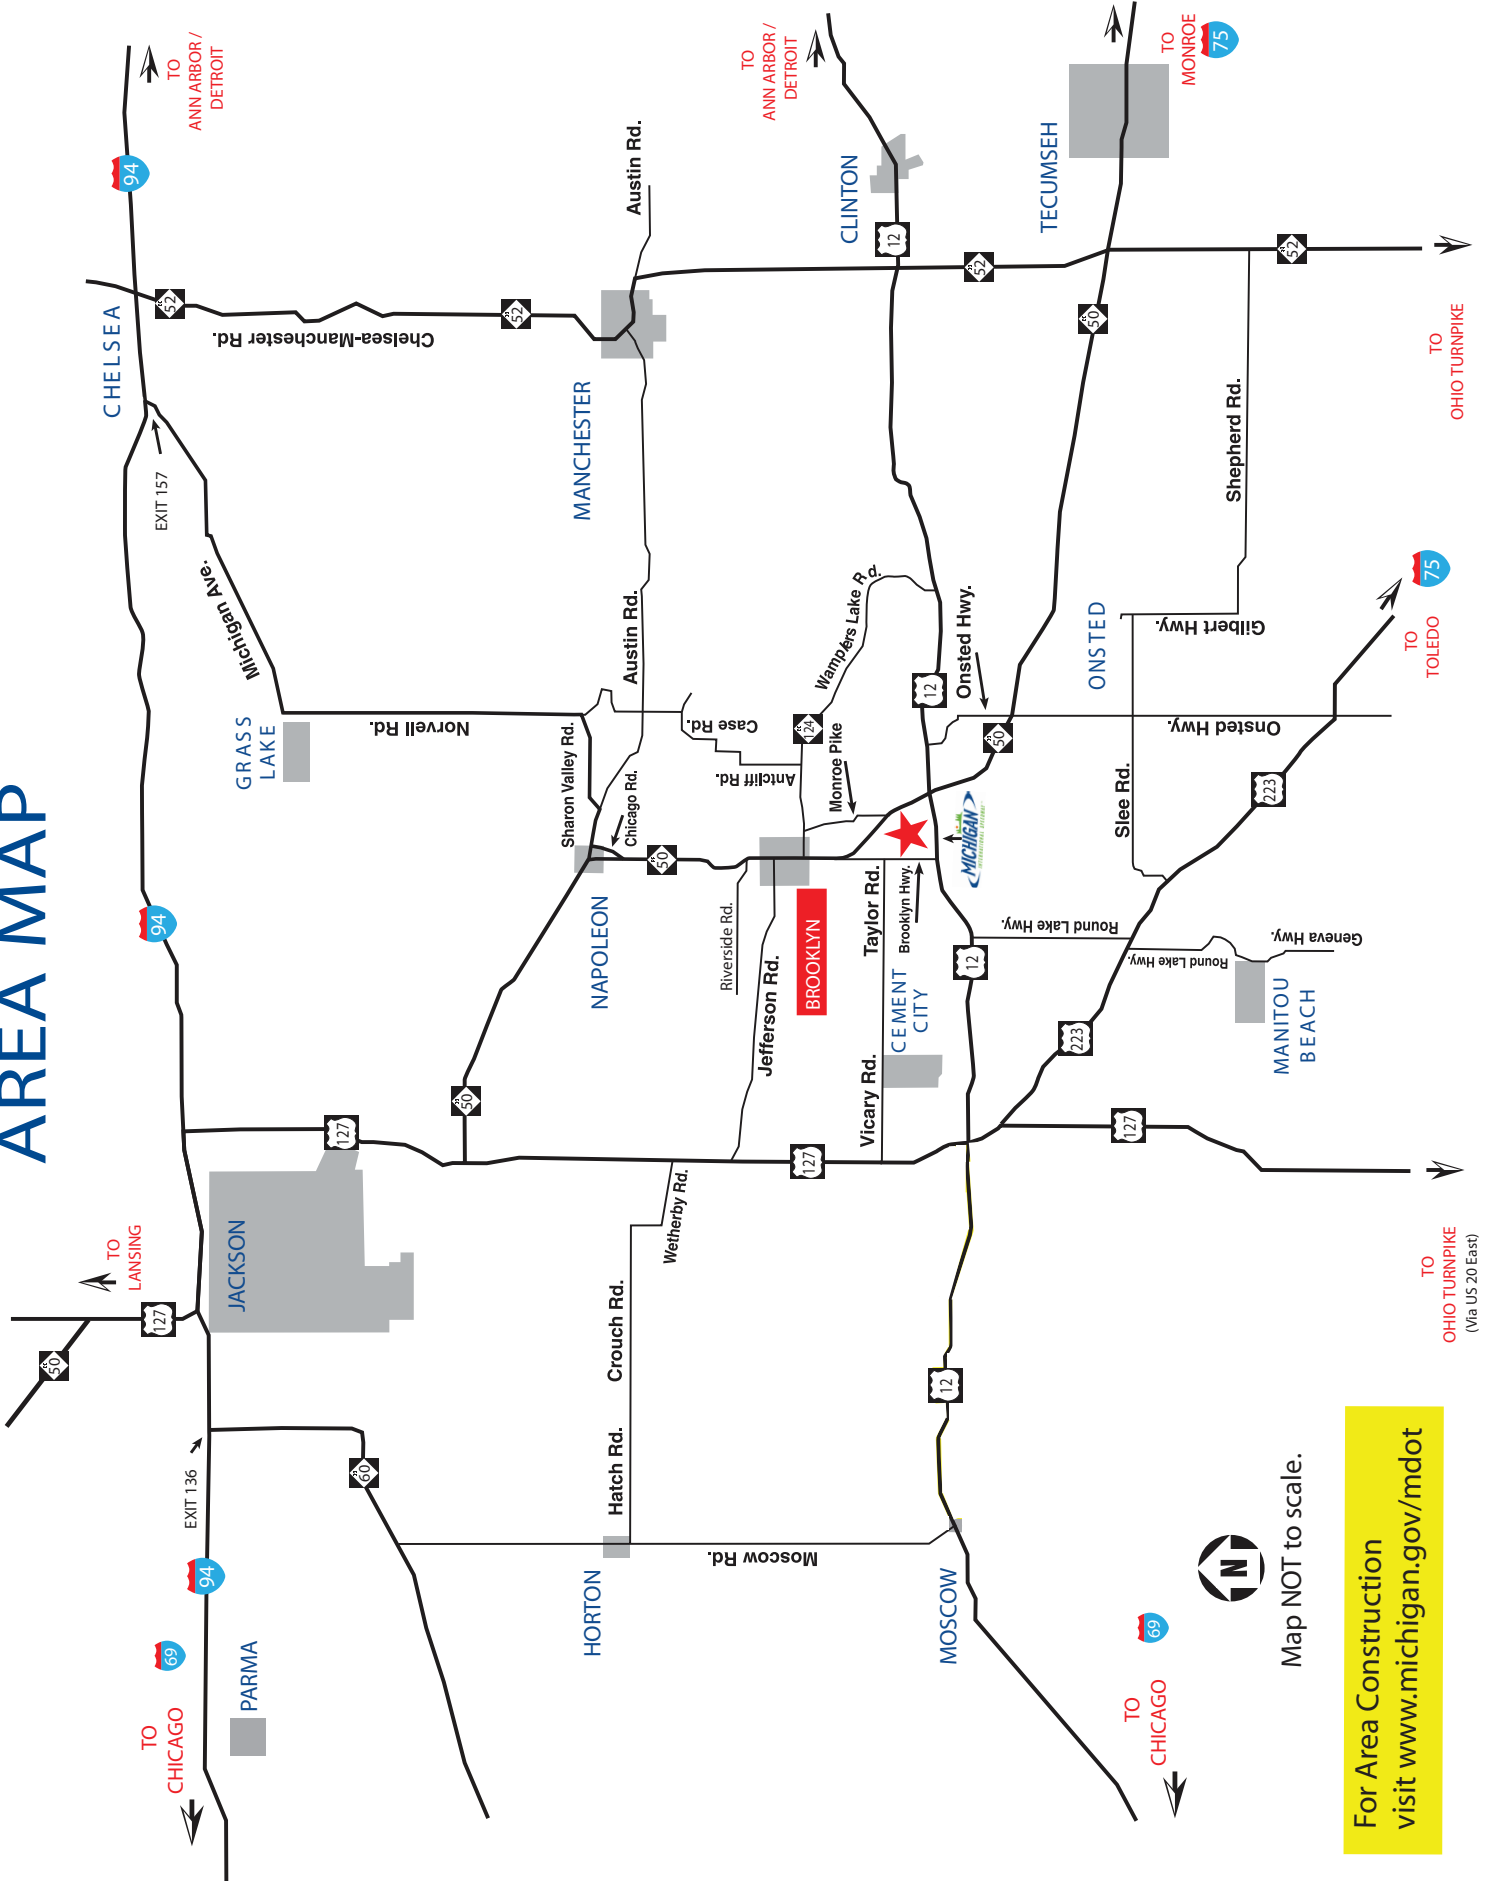 AREA MAP
TO
LANSING
50
127
TO
CHICAGO
69
94
EXIT 136
PARMA
60
JACKSON
127
94
GRASS
LAKE
Michigan Ave.
EXIT 157
CHELSEA
94
52
TO
ANN ARBOR /
DETROIT
Chelsea-Manchester Rd.
52
Norvell Rd.
50
HORTON
Hatch Rd.
Crouch Rd.
Wetherby Rd.
Moscow Rd.
NAPOLEON
Sharon Valley Rd.
Chicago Rd.
50
Austin Rd.
MANCHESTER
Austin Rd.
Case Rd.
Antcliff Rd.
Riverside Rd.
Jefferson Rd.
BROOKLYN
127
124
Wamplers Lake Rd.
Monroe Pike
TO
ANN ARBOR /
DETROIT
CLINTON
12
Vicary Rd.
Taylor Rd.
CEMENT
CITY
Brooklyn Hwy.
MICHIGAN
INTERNATIONAL SPEEDWAY
12
Onsted Hwy.
52
MOSCOW
12
12
50
50
TECUMSEH
TO
MONROE
75
Round Lake Hwy.
223
127
Round Lake Hwy.
Geneva Hwy.
MANITOU
BEACH
Slee Rd.
ONSTED
Onsted Hwy.
Gilbert Hwy.
Shepherd Rd.
52
223
TO
TOLEDO
75
TO
OHIO TURNPIKE
TO
OHIO TURNPIKE
(Via US 20 East)
TO
CHICAGO
69
N
Map NOT to scale.
For Area Construction
visit www.michigan.gov/mdot